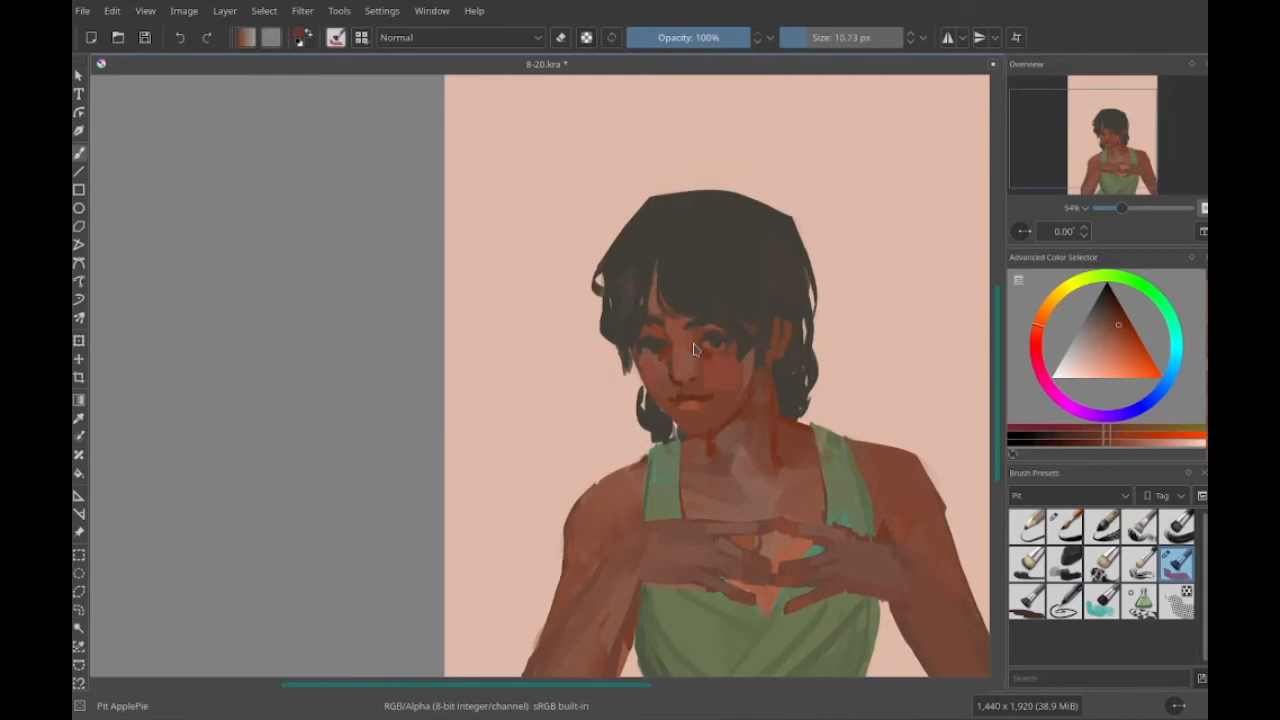 File Edit View Image Layer Select Filter Tools Settings Window Help
Normal Opacity: 100% Size: 10.73 px
8-20.kra *
Overview
54%
0.00°
Advanced Color Selector
Brush Presets
Pit Tag
Search
Pit ApplePie RGB/Alpha (8-bit integer/channel) sRGB built-in 1,440 x 1,920 (38.9 MiB)